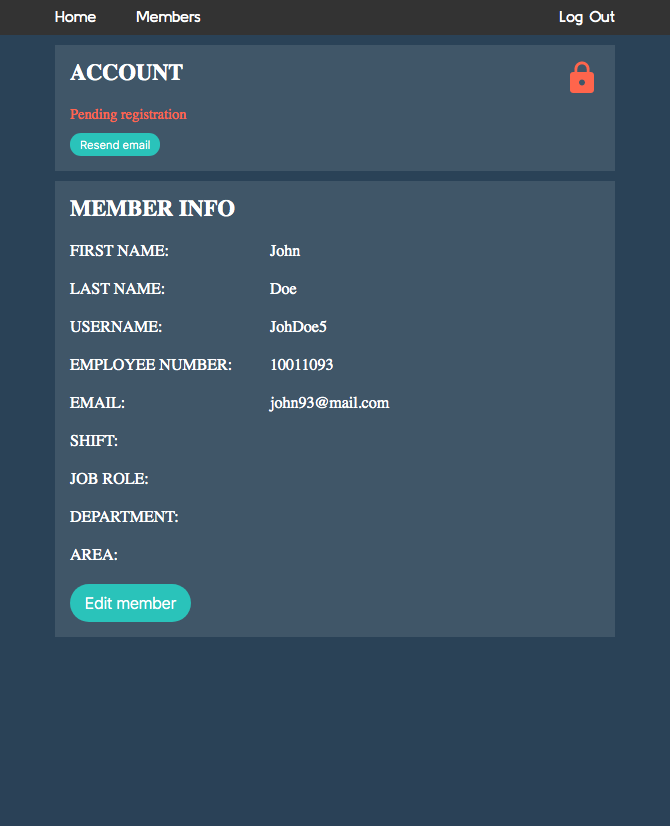 Home Members Log Out
ACCOUNT
Pending registration
Resend email
MEMBER INFO
FIRST NAME: John
LAST NAME: Doe
USERNAME: JohDoe5
EMPLOYEE NUMBER: 10011093
EMAIL: john93@mail.com
SHIFT:
JOB ROLE:
DEPARTMENT:
AREA:
Edit member